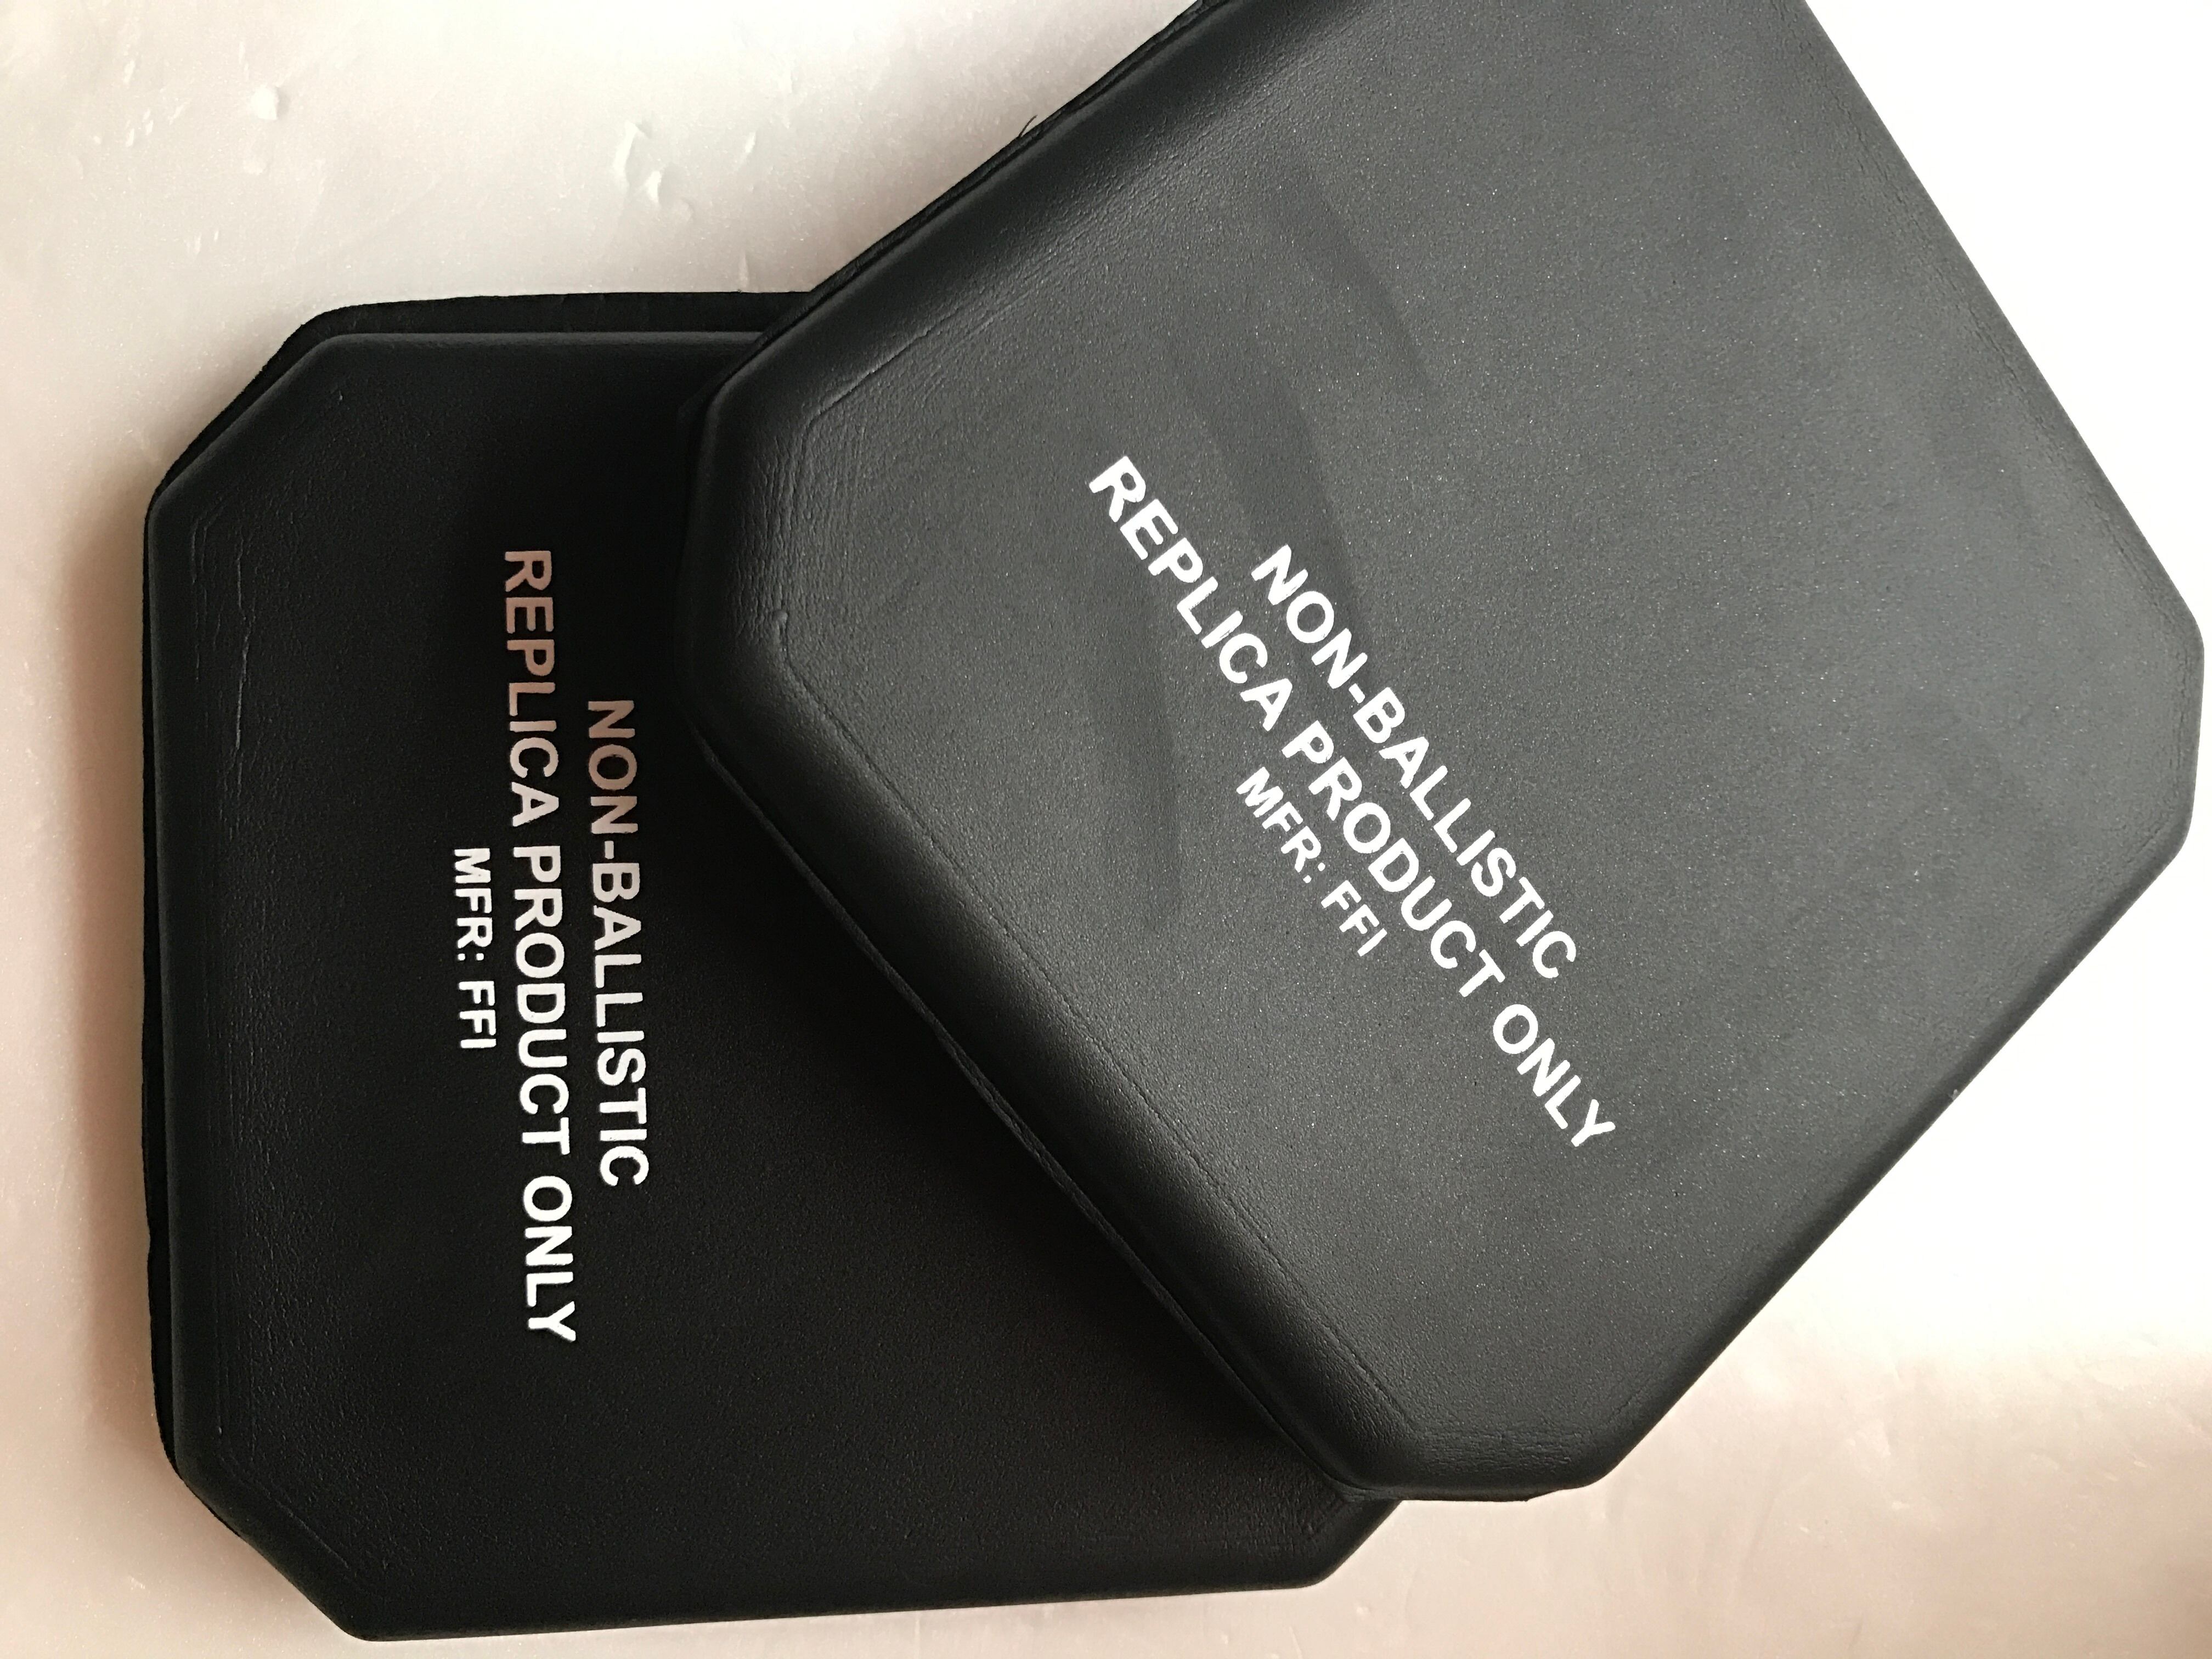 NON-BALLISTIC
REPLICA PRODUCT ONLY
MFR: FFI
NON-BALLISTIC
REPLICA PRODUCT ONLY
MFR: FFI